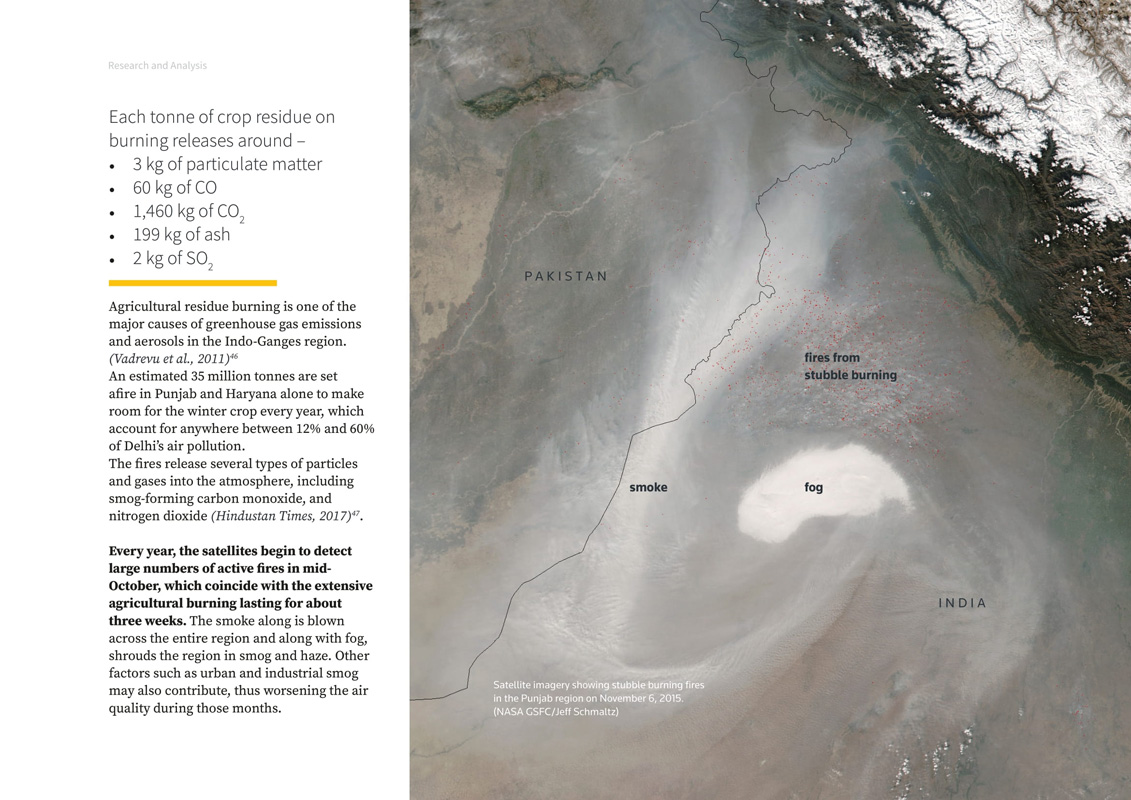 Research and Analysis
Each tonne of crop residue on
burning releases around –
• 3 kg of particulate matter
• 60 kg of CO
• 1,460 kg of CO₂
• 199 kg of ash
• 2 kg of SO₂
Agricultural residue burning is one of the
major causes of greenhouse gas emissions
and aerosols in the Indo-Ganges region.
(Vadrevu et al., 2011)⁴⁶
An estimated 35 million tonnes are set
afire in Punjab and Haryana alone to make
room for the winter crop every year, which
account for anywhere between 12% and 60%
of Delhi’s air pollution.
The fires release several types of particles
and gases into the atmosphere, including
smog-forming carbon monoxide, and
nitrogen dioxide (Hindustan Times, 2017)⁴⁷.
Every year, the satellites begin to detect
large numbers of active fires in mid-
October, which coincide with the extensive
agricultural burning lasting for about
three weeks. The smoke along is blown
across the entire region and along with fog,
shrouds the region in smog and haze. Other
factors such as urban and industrial smog
may also contribute, thus worsening the air
quality during those months.
PAKISTAN
fires from
stubble burning
smoke
fog
INDIA
Satellite imagery showing stubble burning fires
in the Punjab region on November 6, 2015.
(NASA GSFC/Jeff Schmaltz)